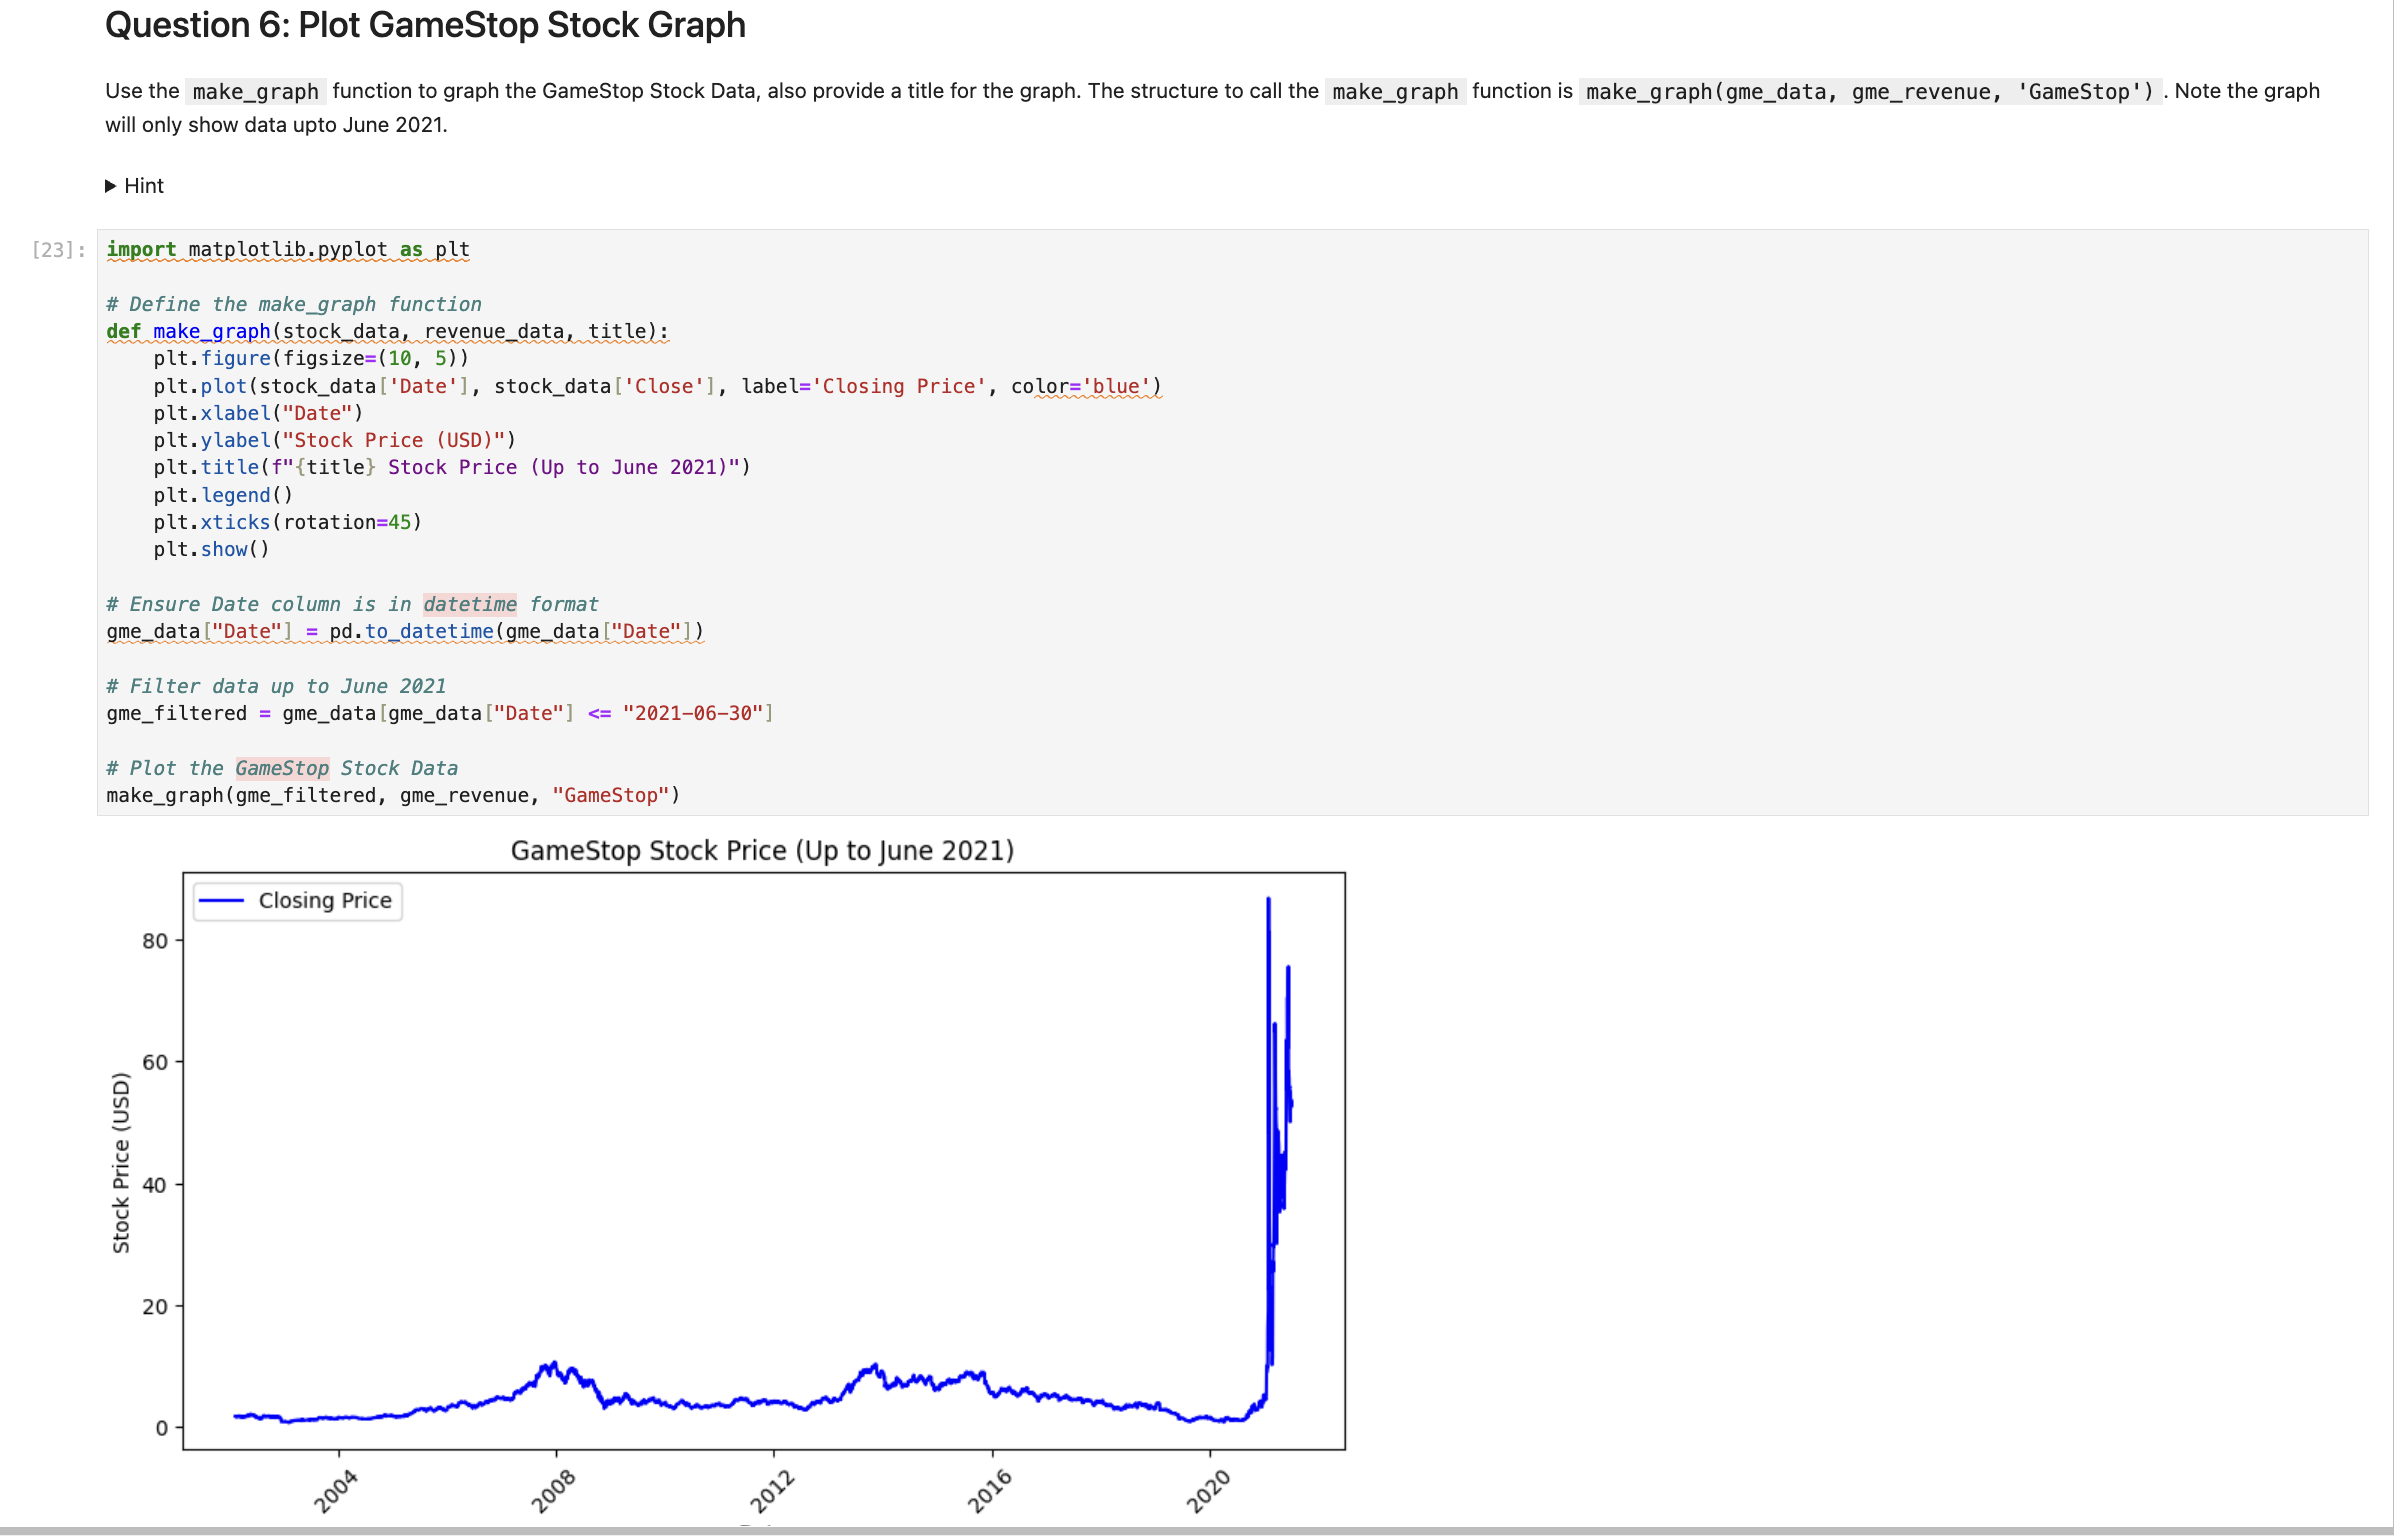 Question 6: Plot GameStop Stock Graph
Use the make_graph function to graph the GameStop Stock Data, also provide a title for the graph. The structure to call the make_graph function is make_graph(gme_data, gme_revenue, 'GameStop') . Note the graph
will only show data upto June 2021.
Hint
[23]:
import matplotlib.pyplot as plt
# Define the make_graph function
def make_graph(stock_data, revenue_data, title):
    plt.figure(figsize=(10, 5))
    plt.plot(stock_data['Date'], stock_data['Close'], label='Closing Price', color='blue')
    plt.xlabel("Date")
    plt.ylabel("Stock Price (USD)")
    plt.title(f"{title} Stock Price (Up to June 2021)")
    plt.legend()
    plt.xticks(rotation=45)
    plt.show()
# Ensure Date column is in datetime format
gme_data["Date"] = pd.to_datetime(gme_data["Date"])
# Filter data up to June 2021
gme_filtered = gme_data[gme_data["Date"] <= "2021-06-30"]
# Plot the GameStop Stock Data
make_graph(gme_filtered, gme_revenue, "GameStop")
GameStop Stock Price (Up to June 2021)
Closing Price
80
60
40
20
0
Stock Price (USD)
2004
2008
2012
2016
2020